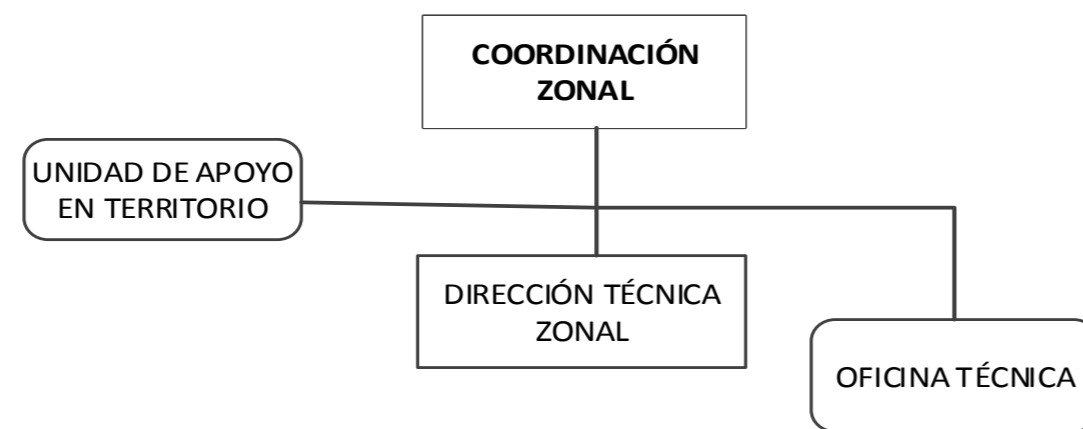 COORDINACIÓN
ZONAL
UNIDAD DE APOYO
EN TERRITORIO
DIRECCIÓN TÉCNICA
ZONAL
OFICINA TÉCNICA